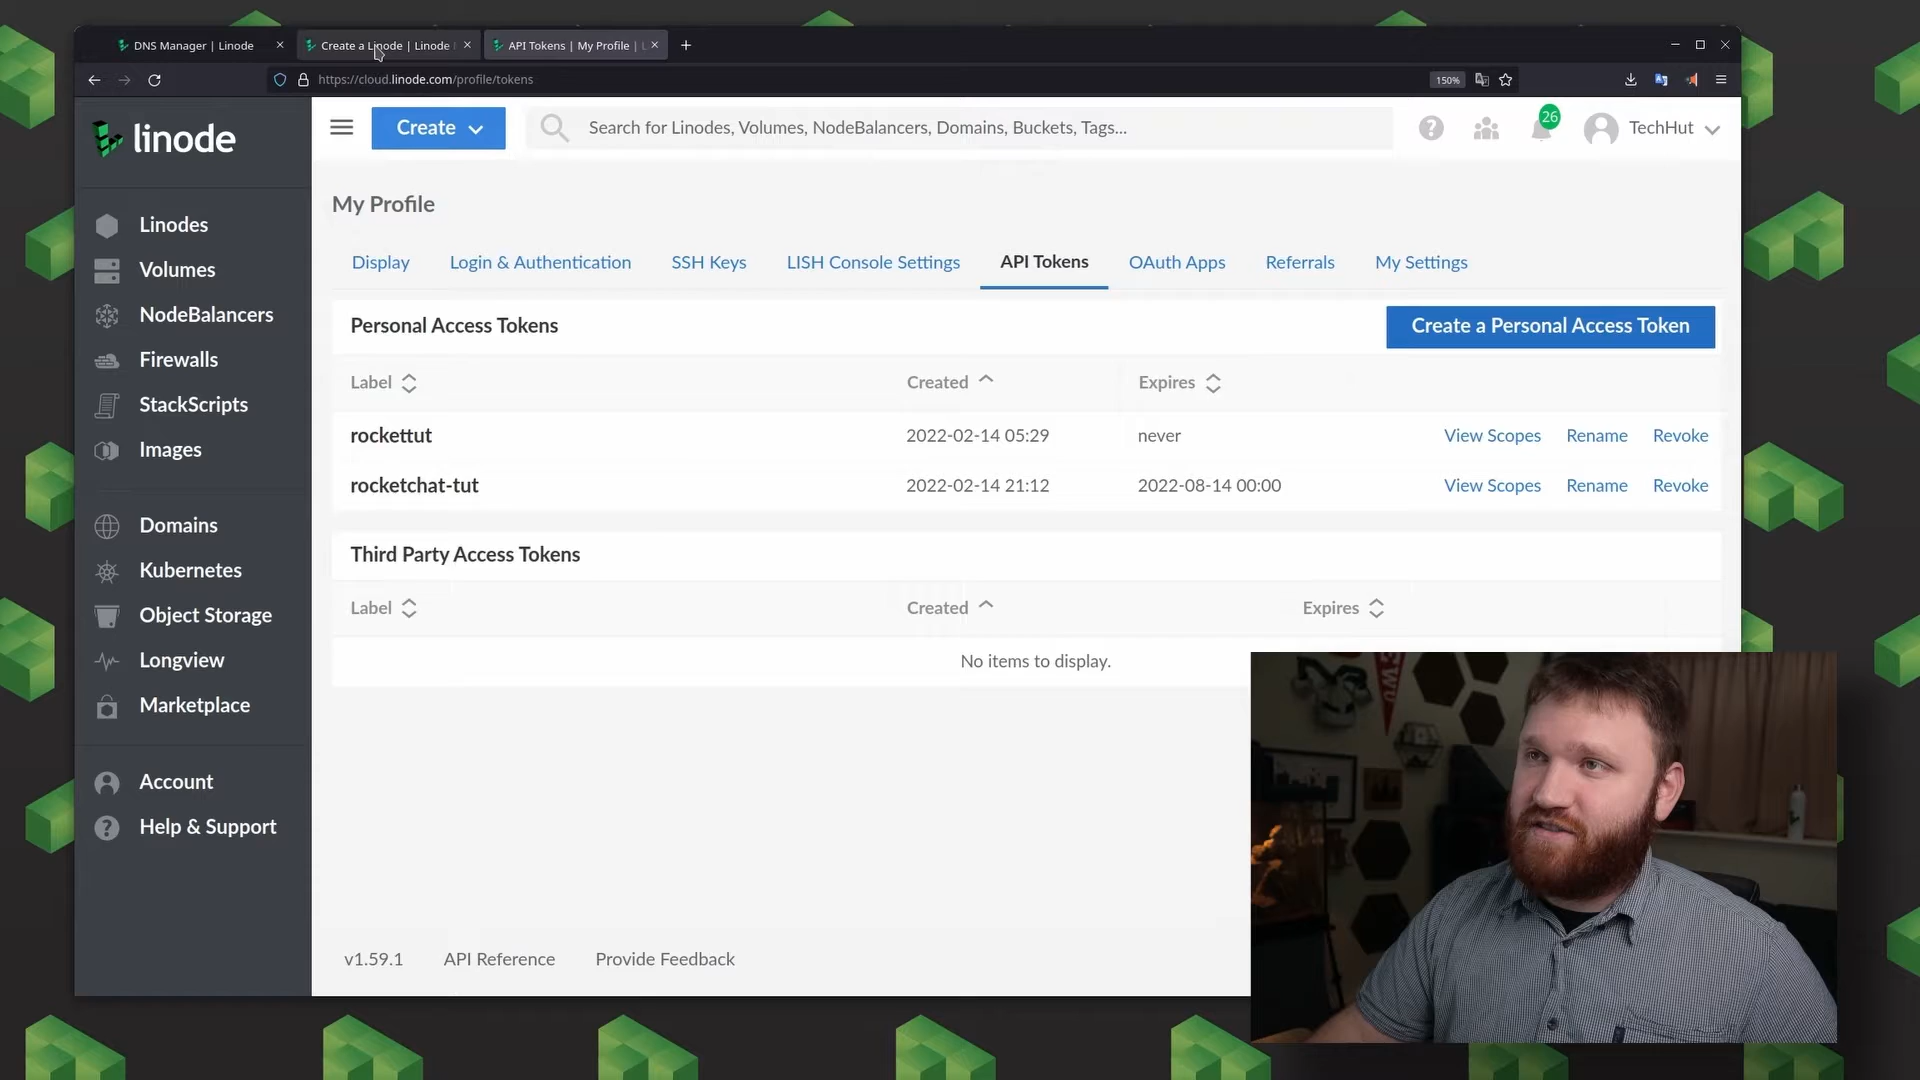 DNS Manager | Linode
Create a Linode | Linode
API Tokens | My Profile | L
https://cloud.linode.com/profile/tokens
150%
linode
Create
Search for Linodes, Volumes, NodeBalancers, Domains, Buckets, Tags...
26
TechHut
Linodes
Volumes
NodeBalancers
Firewalls
StackScripts
Images
Domains
Kubernetes
Object Storage
Longview
Marketplace
Account
Help & Support
My Profile
Display
Login & Authentication
SSH Keys
LISH Console Settings
API Tokens
OAuth Apps
Referrals
My Settings
Personal Access Tokens
Create a Personal Access Token
Label
Created
Expires
rockettut
2022-02-14 05:29
never
View Scopes
Rename
Revoke
rocketchat-tut
2022-02-14 21:12
2022-08-14 00:00
View Scopes
Rename
Revoke
Third Party Access Tokens
Label
Created
Expires
No items to display.
v1.59.1
API Reference
Provide Feedback
CWU